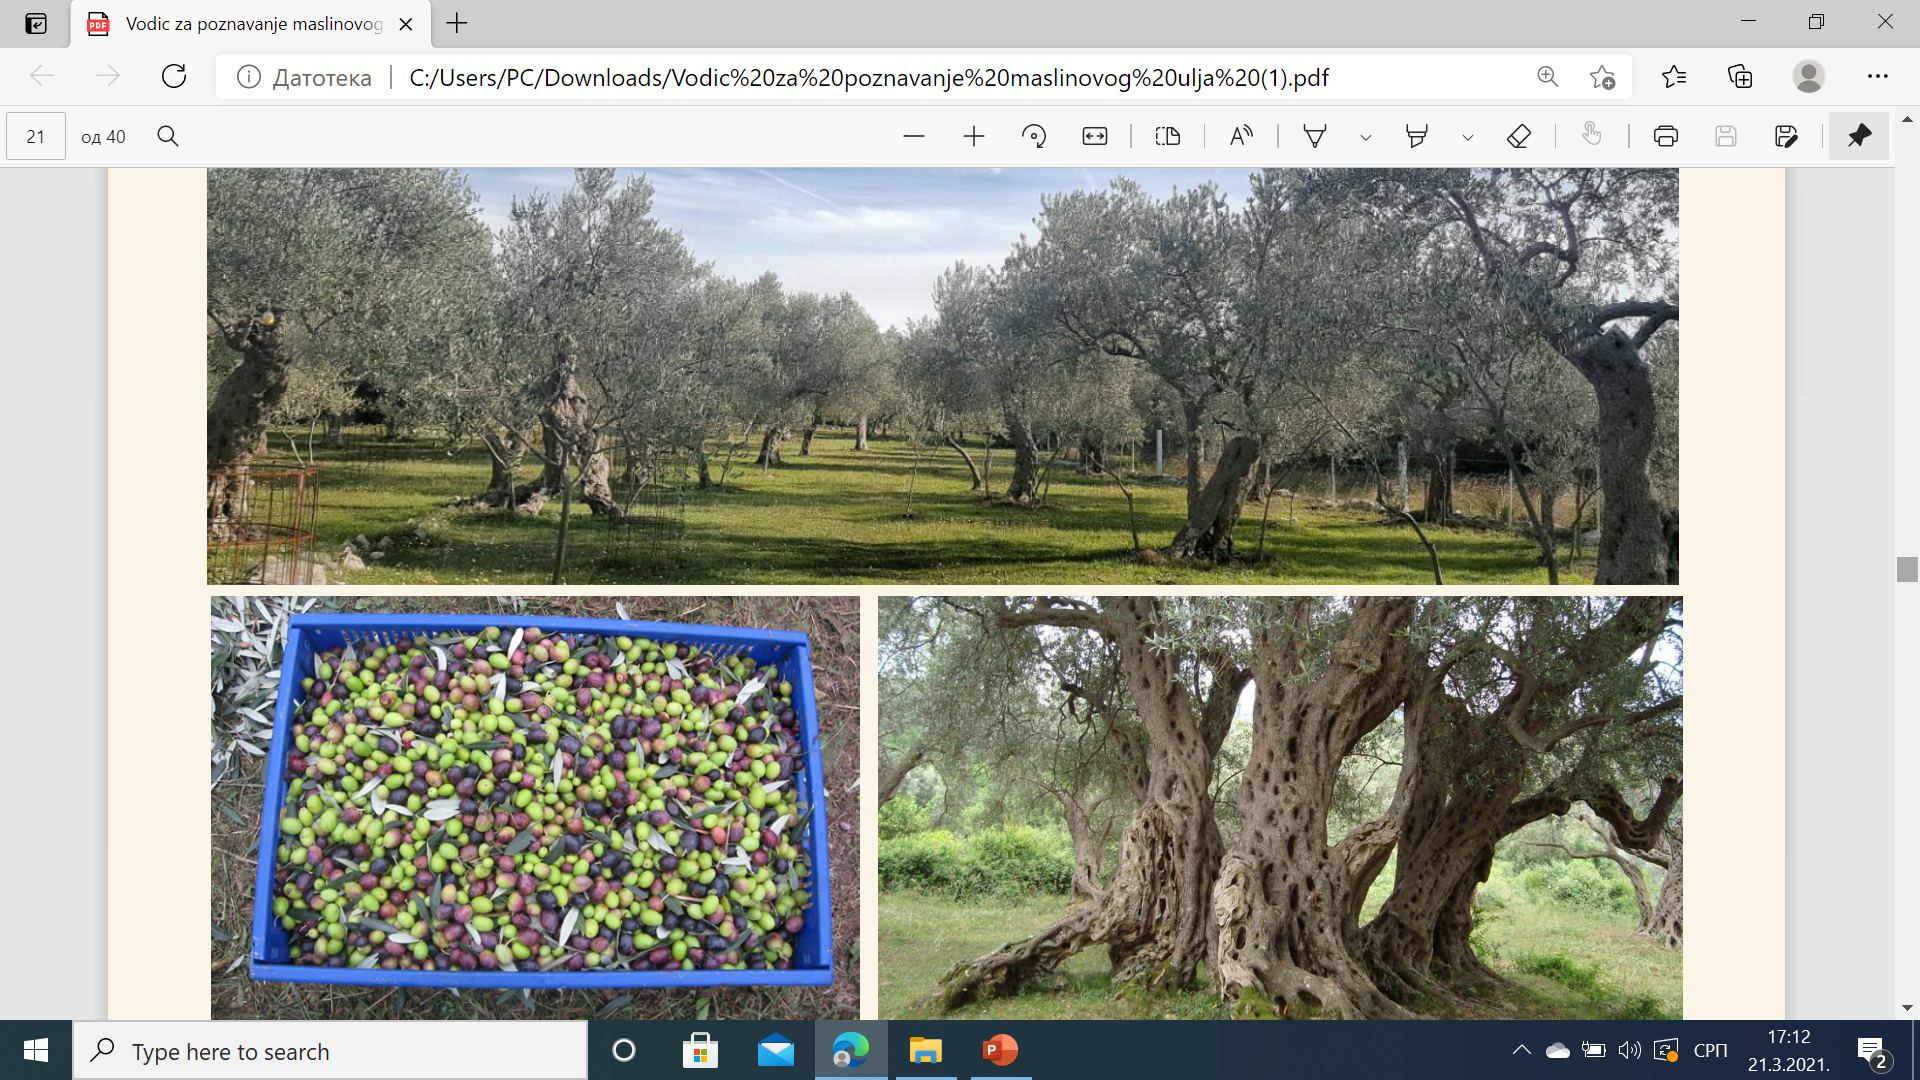 Vodic za poznavanje maslinovog
Датотека
C:/Users/PC/Downloads/Vodic%20za%20poznavanje%20maslinovog%20ulja%20(1).pdf
21
од 40
Type here to search
СРП
17:12
21.3.2021.
2